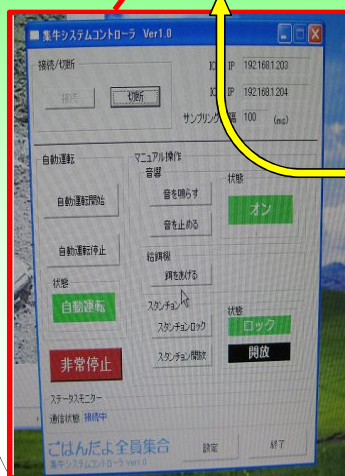 集牛システムコントローラ Ver1.0
接続/切断
接続
切断
IP 192.168.1.203
IP 192.168.1.204
サンプリング
100 (ms)
自動運転
自動運転開始
自動運転停止
状態
自動運転
非常停止
マニュアル操作
音響
音を鳴らす
音を止める
状態
オン
給餌機
餌をあげる
スタンチョン
スタンチョンロック
スタンチョン開放
状態
ロック
開放
ステータスモニター
通信状態 接続中
ごはんだよ全員集合
集牛システムコントローラ Ver1.0
設定
終了